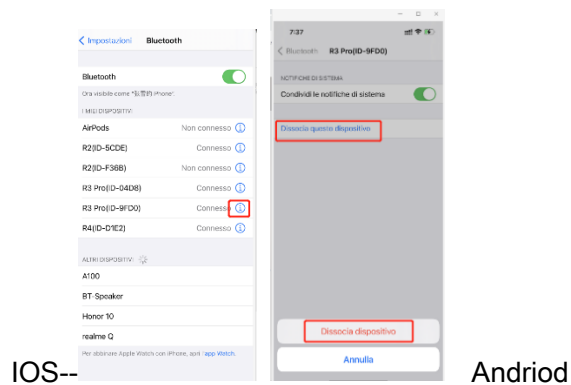 Impostazioni Bluetooth
Bluetooth
Ora visibile come "
iPhone".
I MIEI DISPOSITIVI:
AirPods Non connesso
R2(ID-5CDE) Connesso
R2(ID-F36B) Non connesso
R3 Pro(ID-04D8) Connesso
R3 Pro(ID-9FD0) Connesso
R4(ID-D1E2) Connesso
ALTRI DISPOSITIVI:
A100
BT-Speaker
Honor 10
realme Q
Per abbinare Apple Watch con iPhone, apri l'app Watch.
7:37
Bluetooth R3 Pro(ID-9FD0)
NOTIFICHE DI SISTEMA
Condividi le notifiche di sistema
Dissocia questo dispositivo
Dissocia dispositivo
Annulla
IOS--
Andriod